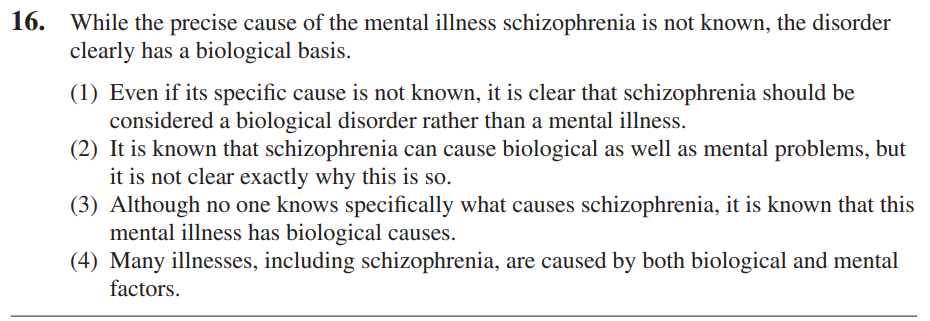 16. While the precise cause of the mental illness schizophrenia is not known, the disorder
clearly has a biological basis.
(1) Even if its specific cause is not known, it is clear that schizophrenia should be
considered a biological disorder rather than a mental illness.
(2) It is known that schizophrenia can cause biological as well as mental problems, but
it is not clear exactly why this is so.
(3) Although no one knows specifically what causes schizophrenia, it is known that this
mental illness has biological causes.
(4) Many illnesses, including schizophrenia, are caused by both biological and mental
factors.